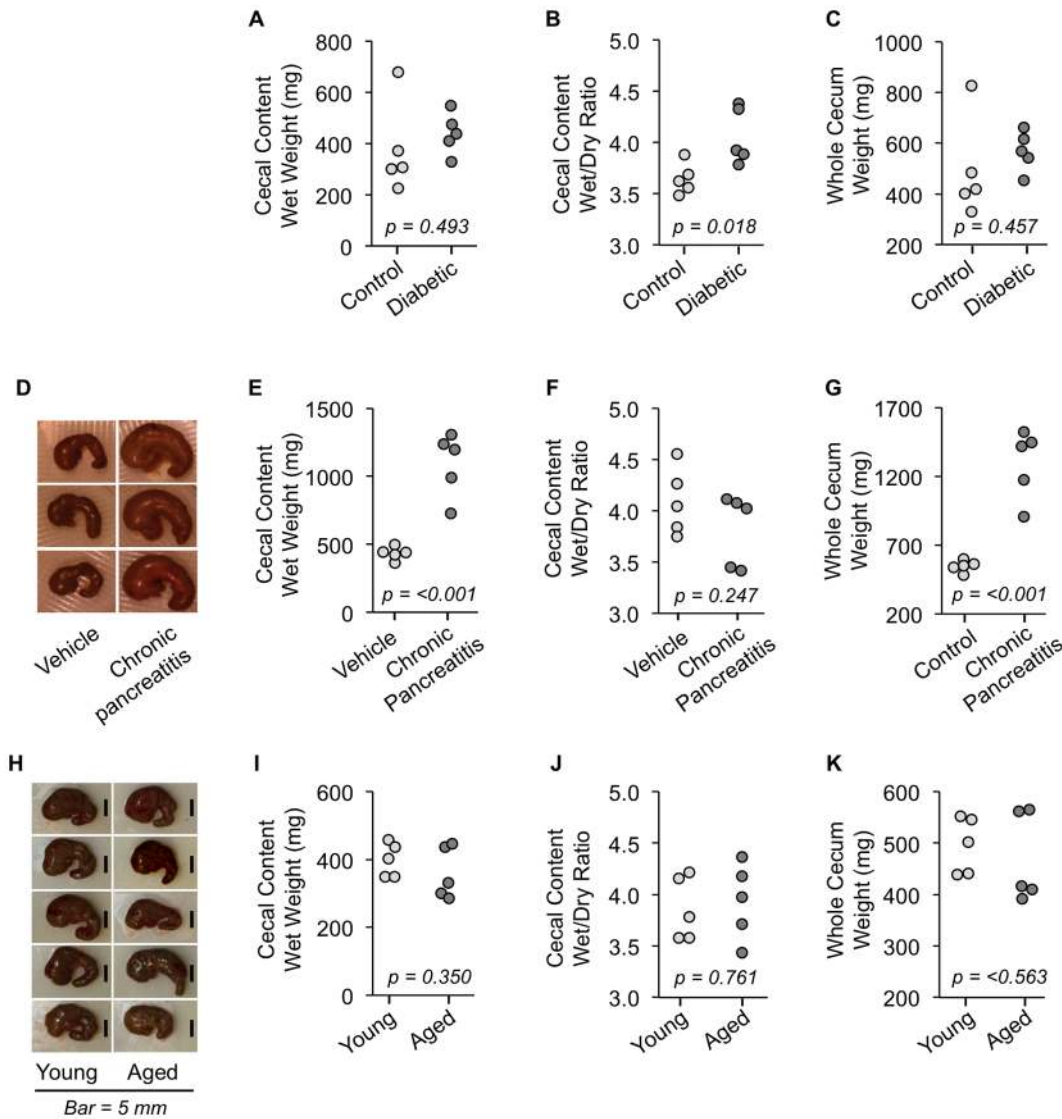 A
Cecal Content
Wet Weight (mg)
800
600
400
200
0
p = 0.493
Control
Diabetic
B
Cecal Content
Wet/Dry Ratio
5.0
4.5
4.0
3.5
3.0
p = 0.018
Control
Diabetic
C
Whole Cecum
Weight (mg)
1000
800
600
400
200
p = 0.457
Control
Diabetic
D
Vehicle
Chronic
pancreatitis
E
Cecal Content
Wet Weight (mg)
1500
1000
500
0
p = <0.001
Vehicle
Chronic
Pancreatitis
F
Cecal Content
Wet/Dry Ratio
5.0
4.5
4.0
3.5
3.0
p = 0.247
Vehicle
Chronic
Pancreatitis
G
Whole Cecum
Weight (mg)
1700
1200
700
200
p = <0.001
Control
Chronic
Pancreatitis
H
Young
Aged
Bar = 5 mm
I
Cecal Content
Wet Weight (mg)
600
400
200
0
p = 0.350
Young
Aged
J
Cecal Content
Wet/Dry Ratio
5.0
4.5
4.0
3.5
3.0
p = 0.761
Young
Aged
K
Whole Cecum
Weight (mg)
600
500
400
300
200
p = <0.563
Young
Aged